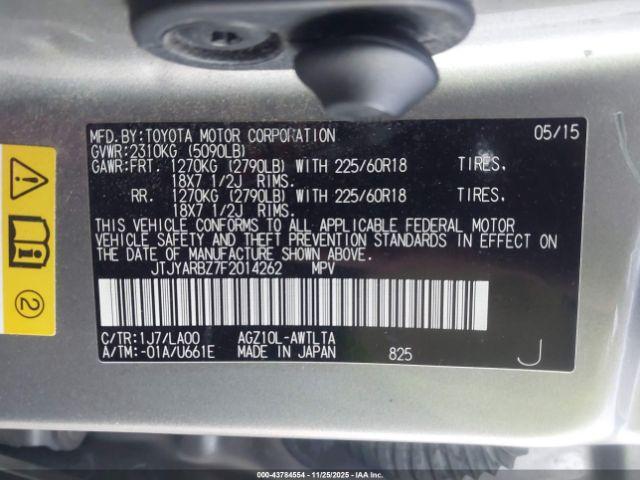 MFD.BY:TOYOTA MOTOR CORPORATION 05/15
GVWR:2310KG (5090LB)
GAWR:FRT. 1270KG (2790LB) WITH 225/60R18 TIRES,
18X7 1/2J RIMS.
RR. 1270KG (2790LB) WITH 225/60R18 TIRES,
18X7 1/2J RIMS.
THIS VEHICLE CONFORMS TO ALL APPLICABLE FEDERAL MOTOR
VEHICLE SAFETY AND THEFT PREVENTION STANDARDS IN EFFECT ON
THE DATE OF MANUFACTURE SHOWN ABOVE.
JTJYARBZ7F2014262 MPV
C/TR:1J7/LA00 AGZ10L-AWTLTA
A/TM:-01A/U661E MADE IN JAPAN 825 J
2
000-43784554 | 11/25/2025 | IAA Inc.